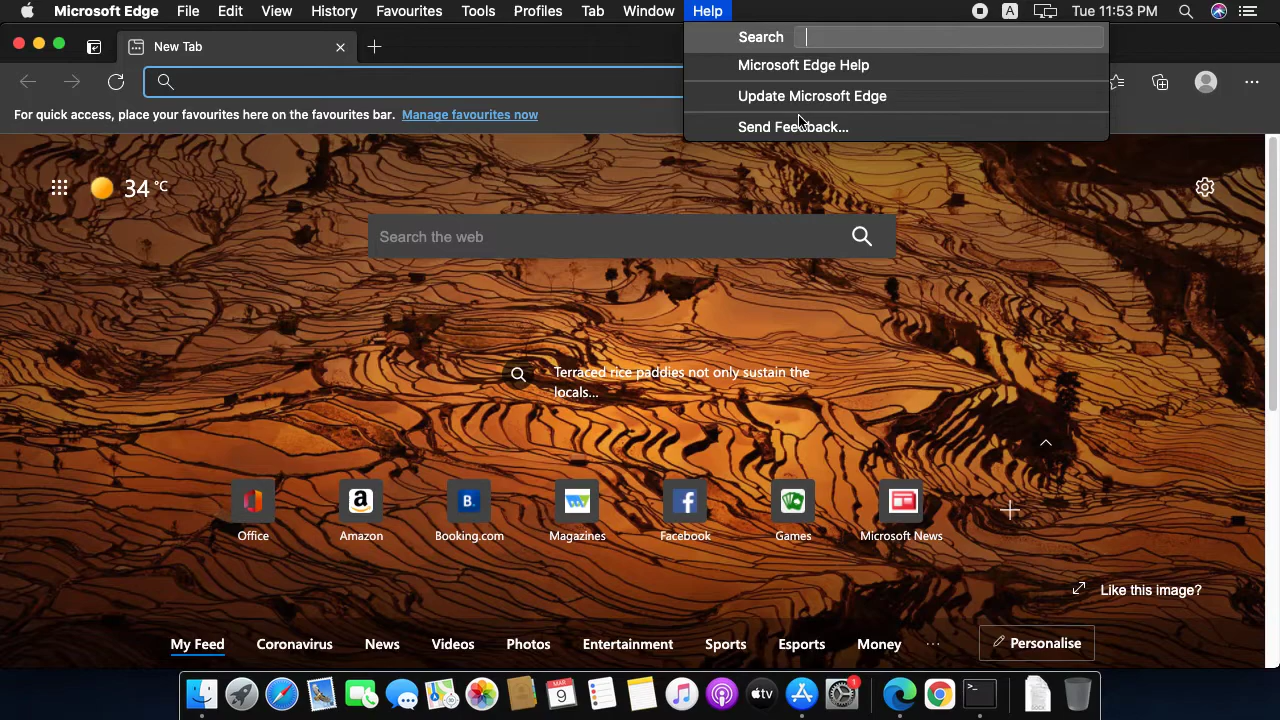 Microsoft Edge File Edit View History Favourites Tools Profiles Tab Window Help A Tue 11:53 PM
New Tab
Search
Microsoft Edge Help
Update Microsoft Edge
Send Feedback...
For quick access, place your favourites here on the favourites bar. Manage favourites now
34 °C
Search the web
Terraced rice paddies not only sustain the
locals...
Office Amazon Booking.com Magazines Facebook Games Microsoft News
Like this image?
My Feed Coronavirus News Videos Photos Entertainment Sports Esports Money ... Personalise
MAR
9
tv
1